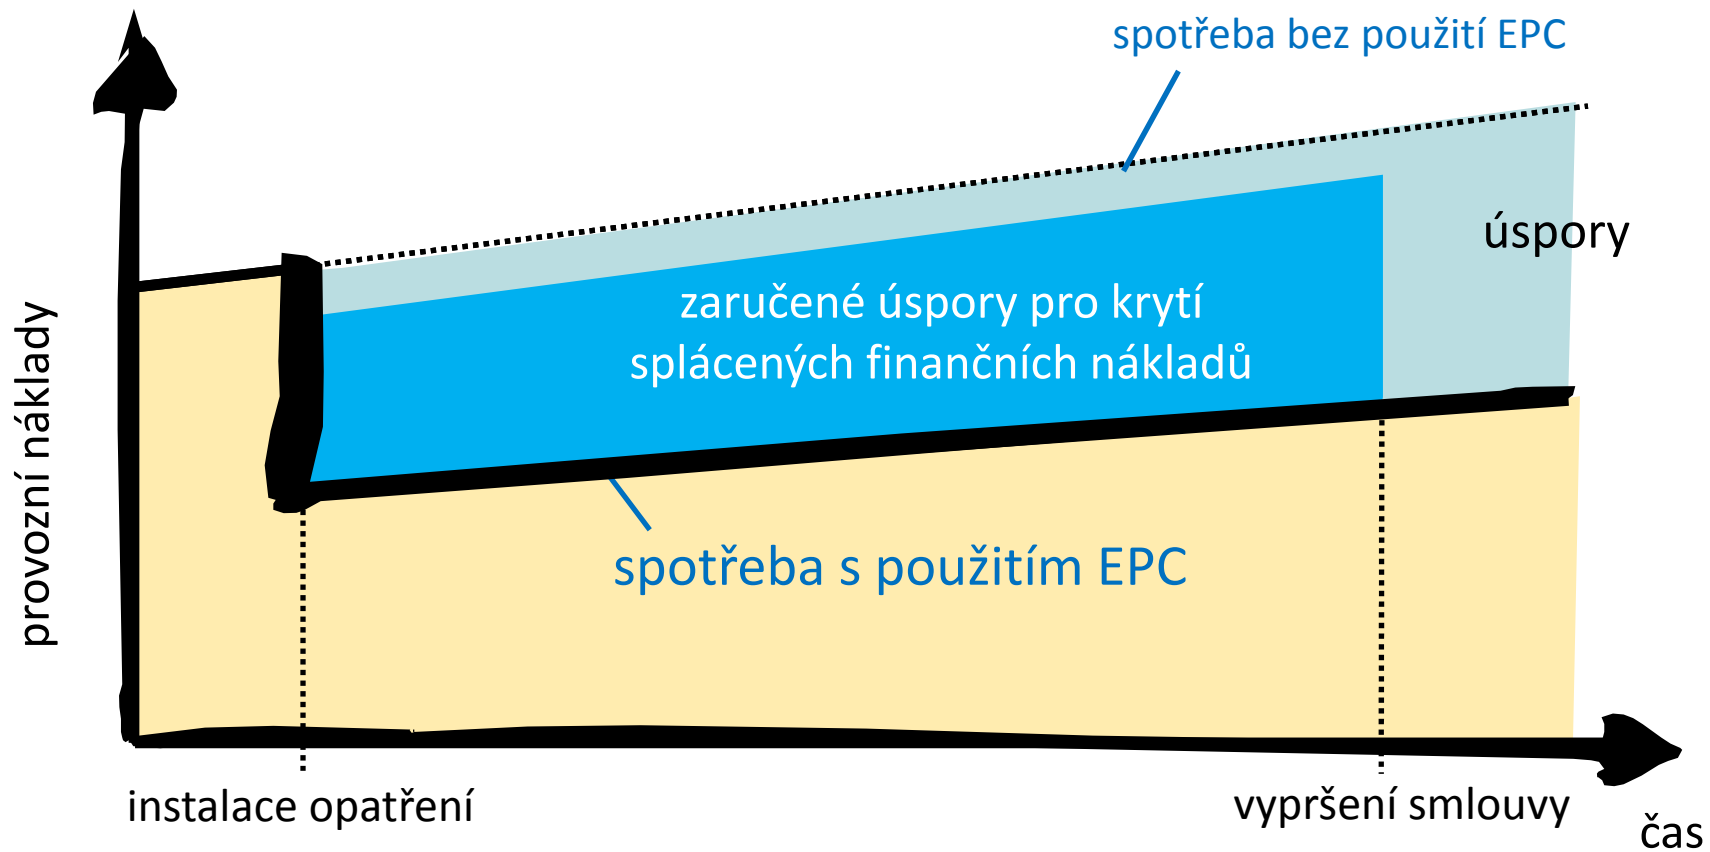 spotřeba bez použití EPC
úspory
zaručené úspory pro krytí
splácených finančních nákladů
provozní náklady
spotřeba s použitím EPC
instalace opatření
vypršení smlouvy
čas